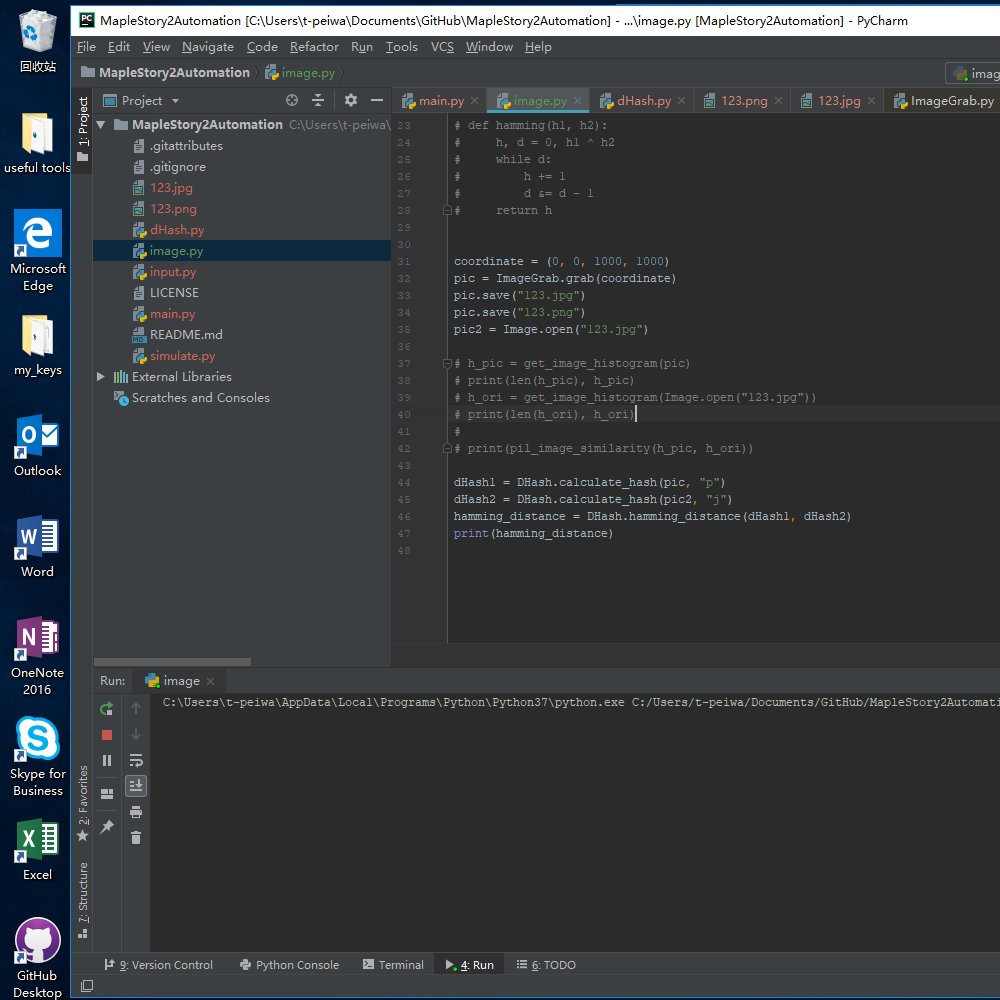 回收站
useful tools
Microsoft
Edge
my_keys
Outlook
Word
OneNote
2016
Skype for
Business
Excel
GitHub
Desktop
MapleStory2Automation [C:\Users\t-peiwa\Documents\GitHub\MapleStory2Automation] - ...\image.py [MapleStory2Automation] - PyCharm
File Edit View Navigate Code Refactor Run Tools VCS Window Help
MapleStory2Automation image.py
imag
1: Project
Project
main.py image.py dHash.py 123.png 123.jpg ImageGrab.py
MapleStory2Automation C:\Users\t-peiwa\
.gitattributes
.gitignore
123.jpg
123.png
dHash.py
image.py
input.py
LICENSE
main.py
README.md
simulate.py
External Libraries
Scratches and Consoles
23 # def hamming(h1, h2):
24 #     h, d = 0, h1 ^ h2
25 #     while d:
26 #         h += 1
27 #         d &= d - 1
28 #     return h
29
30
31 coordinate = (0, 0, 1000, 1000)
32 pic = ImageGrab.grab(coordinate)
33 pic.save("123.jpg")
34 pic.save("123.png")
35 pic2 = Image.open("123.jpg")
36
37 # h_pic = get_image_histogram(pic)
38 # print(len(h_pic), h_pic)
39 # h_ori = get_image_histogram(Image.open("123.jpg"))
40 # print(len(h_ori), h_ori)
41 #
42 # print(pil_image_similarity(h_pic, h_ori))
43
44 dHash1 = DHash.calculate_hash(pic, "p")
45 dHash2 = DHash.calculate_hash(pic2, "j")
46 hamming_distance = DHash.hamming_distance(dHash1, dHash2)
47 print(hamming_distance)
48
Run: image
C:\Users\t-peiwa\AppData\Local\Programs\Python\Python37\python.exe C:/Users/t-peiwa/Documents/GitHub/MapleStory2Automati
2: Favorites
7: Structure
9: Version Control Python Console Terminal 4: Run 6: TODO